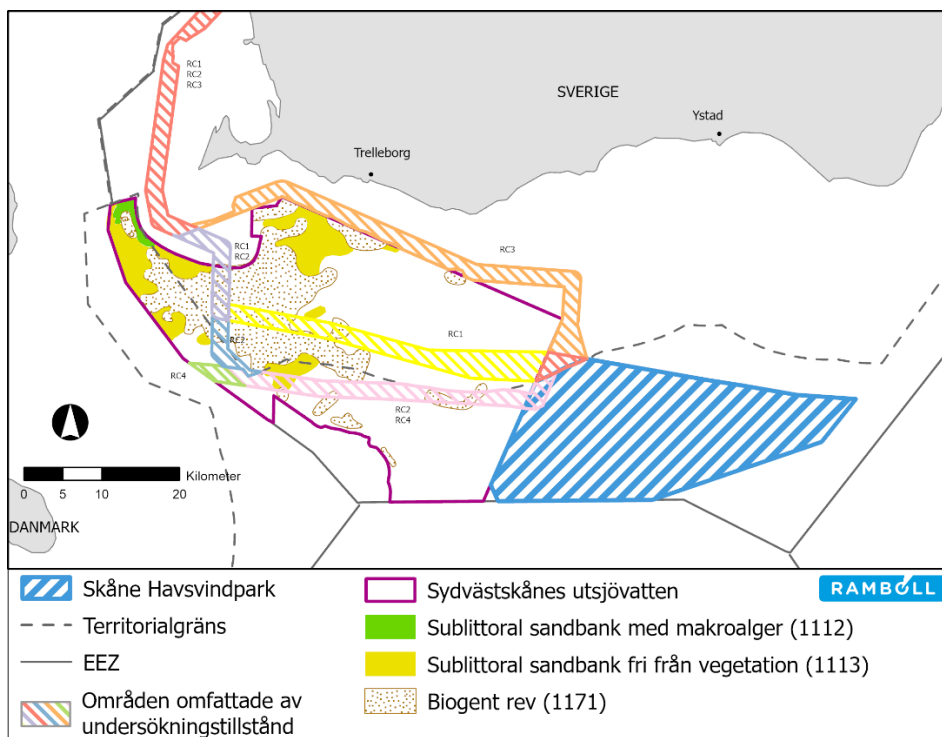 RC1
RC2
RC3
SVERIGE
Ystad
Trelleborg
RC1
RC2
RC3
RC1
RC4
RC2
RC4
Kilometer
0 5 10 20
DANMARK
Skåne Havsvindpark
Territorialgräns
EEZ
Områden omfattade av
undersökningstillstånd
Sydvästskånes utsjövatten
Sublittoral sandbank med makroalger (1112)
Sublittoral sandbank fri från vegetation (1113)
Biogent rev (1171)
RAMBOLL